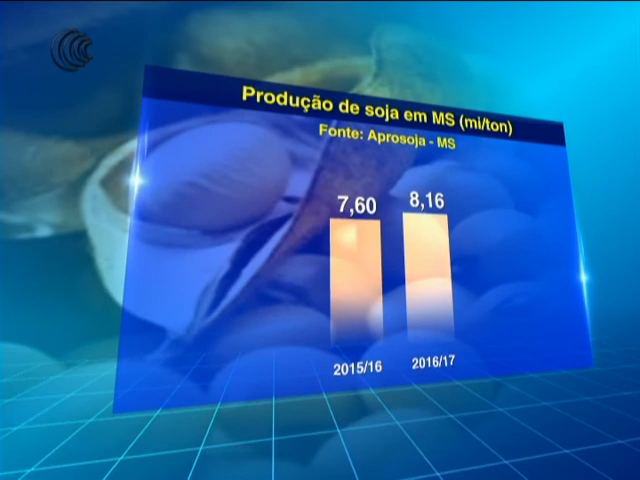 Produção de soja em MS (mi/ton)
Fonte: Aprosoja - MS
7,60
8,16
2015/16
2016/17